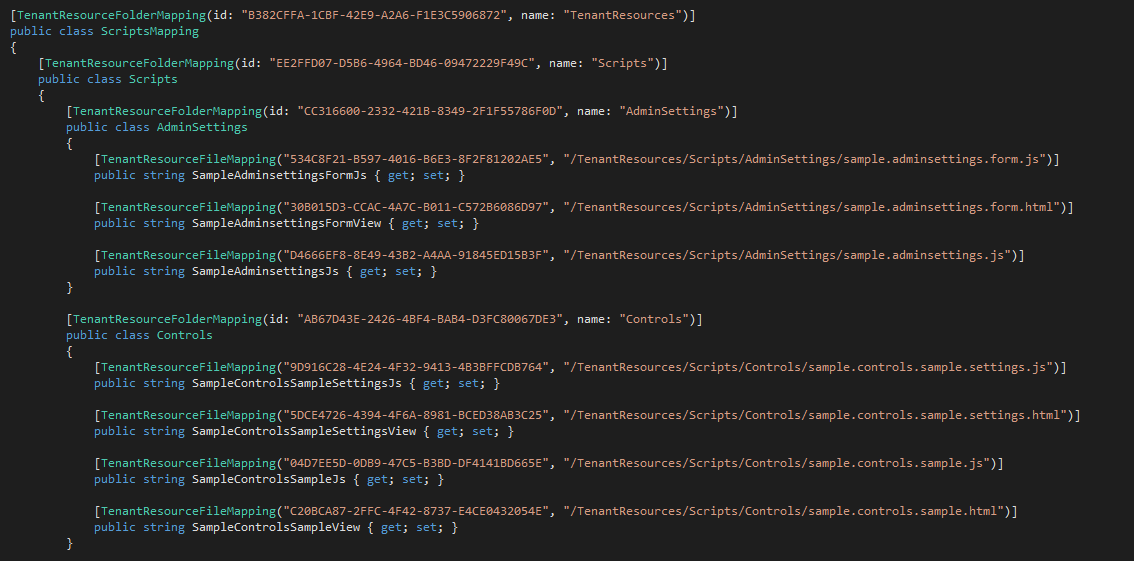 [TenantResourceFolderMapping(id: "B382CFFA-1CBF-42E9-A2A6-F1E3C5906872", name: "TenantResources")]
public class ScriptsMapping
{
[TenantResourceFolderMapping(id: "EE2FFD07-D5B6-4964-BD46-09472229F49C", name: "Scripts")]
public class Scripts
{
[TenantResourceFolderMapping(id: "CC316600-2332-421B-8349-2F1F55786F0D", name: "AdminSettings")]
public class AdminSettings
{
[TenantResourceFileMapping("534C8F21-B597-4016-B6E3-8F2F81202AE5", "/TenantResources/Scripts/AdminSettings/sample.adminsettings.form.js")]
public string SampleAdminsettingsFormJs { get; set; }
[TenantResourceFileMapping("30B015D3-CCAC-4A7C-B011-C572B6086D97", "/TenantResources/Scripts/AdminSettings/sample.adminsettings.form.html")]
public string SampleAdminsettingsFormView { get; set; }
[TenantResourceFileMapping("D4666EF8-8E49-43B2-A4AA-91845ED15B3F", "/TenantResources/Scripts/AdminSettings/sample.adminsettings.js")]
public string SampleAdminsettingsJs { get; set; }
}
[TenantResourceFolderMapping(id: "AB67D43E-2426-4BF4-BAB4-D3FC80067DE3", name: "Controls")]
public class Controls
{
[TenantResourceFileMapping("9D916C28-4E24-4F32-9413-4B3BFFCDB764", "/TenantResources/Scripts/Controls/sample.controls.sample.settings.js")]
public string SampleControlsSampleSettingsJs { get; set; }
[TenantResourceFileMapping("5DCE4726-4394-4F6A-8981-BCED38AB3C25", "/TenantResources/Scripts/Controls/sample.controls.sample.settings.html")]
public string SampleControlsSampleSettingsView { get; set; }
[TenantResourceFileMapping("04D7EE5D-0DB9-47C5-B3BD-DF4141BD665E", "/TenantResources/Scripts/Controls/sample.controls.sample.js")]
public string SampleControlsSampleJs { get; set; }
[TenantResourceFileMapping("C20BCA87-2FFC-4F42-8737-E4CE0432054E", "/TenantResources/Scripts/Controls/sample.controls.sample.html")]
public string SampleControlsSampleView { get; set; }
}